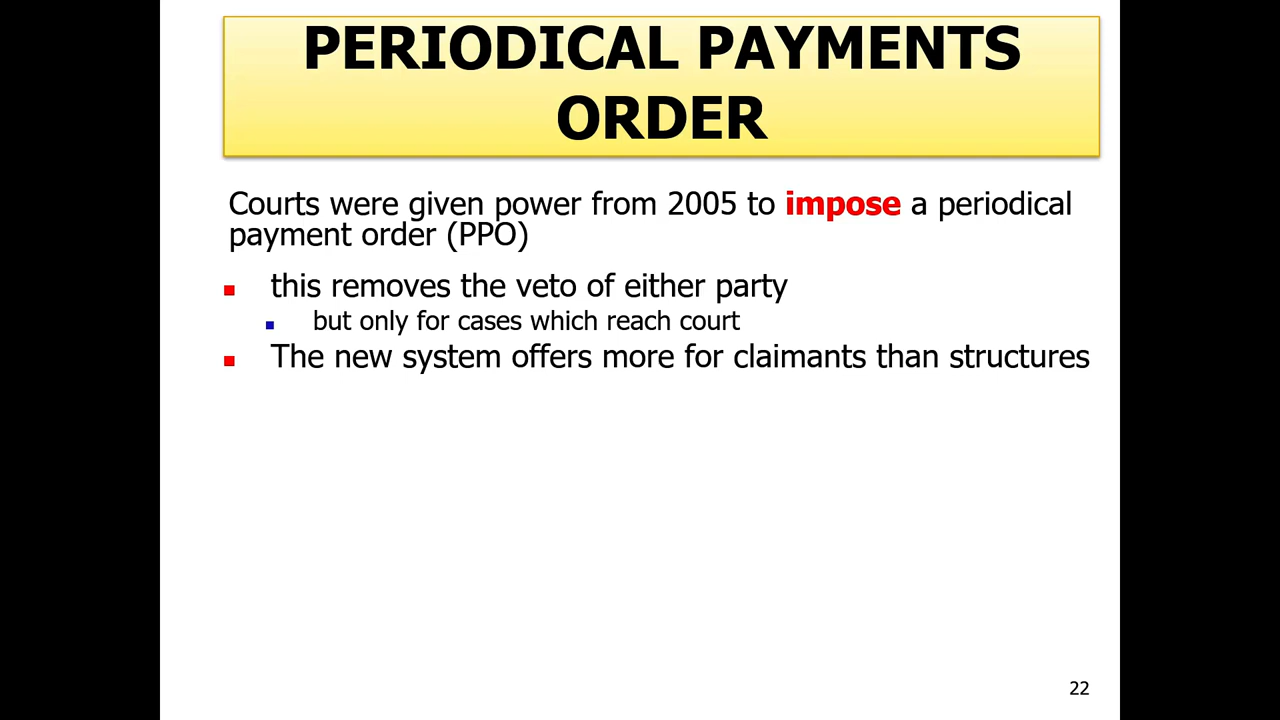 PERIODICAL PAYMENTS
ORDER
Courts were given power from 2005 to impose a periodical
payment order (PPO)
this removes the veto of either party
but only for cases which reach court
The new system offers more for claimants than structures
22